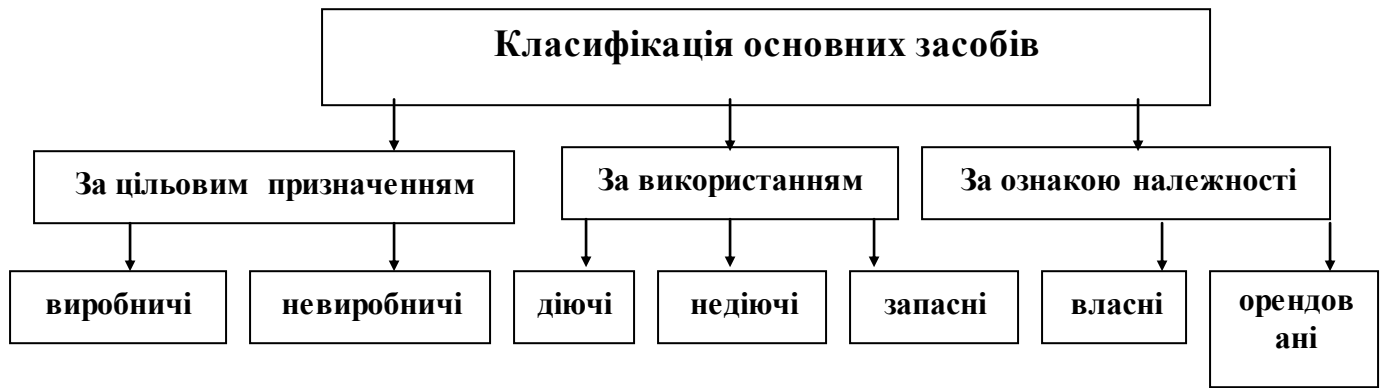 Класифікація основних засобів
За цільовим призначенням
За використанням
За ознакою належності
виробничі
невиробничі
діючі
недіючі
запасні
власні
орендов
ані